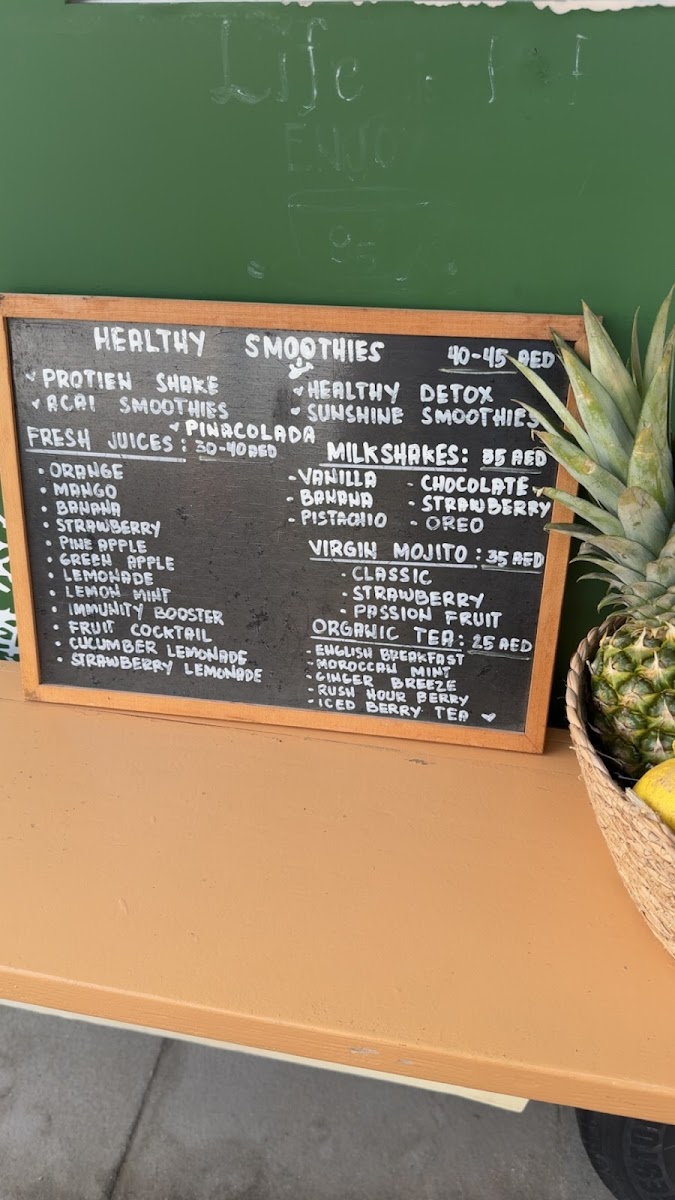 Life
ENJOY
HEALTHY SMOOTHIES 40-45 AED
PROTIEN SHAKE
ACAI SMOOTHIES
PINACOLADA
HEALTHY DETOX
SUNSHINE SMOOTHIES
FRESH JUICES: 30-40 AED
• ORANGE
• MANGO
• BANANA
• STRAWBERRY
• PINE APPLE
• GREEN APPLE
• LEMONADE
• LEMON MINT
• IMMUNITY BOOSTER
• FRUIT COCKTAIL
• CUCUMBER LEMONADE
• STRAWBERRY LEMONADE
MILKSHAKES: 35 AED
- VANILLA - CHOCOLATE
- BANANA - STRAWBERRY
- PISTACHIO - OREO
VIRGIN MOJITO: 35 AED
- CLASSIC
- STRAWBERRY
- PASSION FRUIT
ORGANIC TEA: 25 AED
- ENGLISH BREAKFAST
- MOROCCAN MINT
- GINGER BREEZE
- RUSH HOUR BERRY
- ICED BERRY TEA